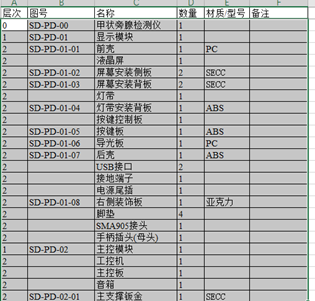 A B C D E F
层次 图号 名称 数量 材质/型号 备注
0 SD-PD-00 甲状旁腺检测仪 1
1 SD-PD-01 显示模块 1
2 SD-PD-01-01 前壳 1 PC
2 液晶屏 1
2 SD-PD-01-02 屏幕安装侧板 2 SECC
2 SD-PD-01-03 屏幕安装背板 2 SECC
2 灯带 1
2 SD-PD-01-04 灯带安装背板 1 ABS
2 按键控制板 1
2 SD-PD-01-05 按键板 1 ABS
2 SD-PD-01-06 导光板 1 PC
2 SD-PD-01-07 后壳 1 ABS
2 USB接口 2
2 接地端子 1
2 电源尾插 1
2 SD-PD-01-08 右侧装饰板 1 亚克力
2 脚垫 4
2 SMA905接头 1
2 手柄插头(母头) 1
1 SD-PD-02 主控模块 1
2 工控机 1
2 主控板 1
2 音箱 1
2 SD-PD-02-01 主支撑钣金 1 SECC